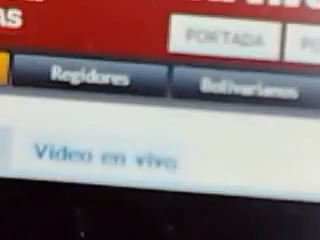 AS
PORTADA
Regidores
Bolivarianos
Video en vivo